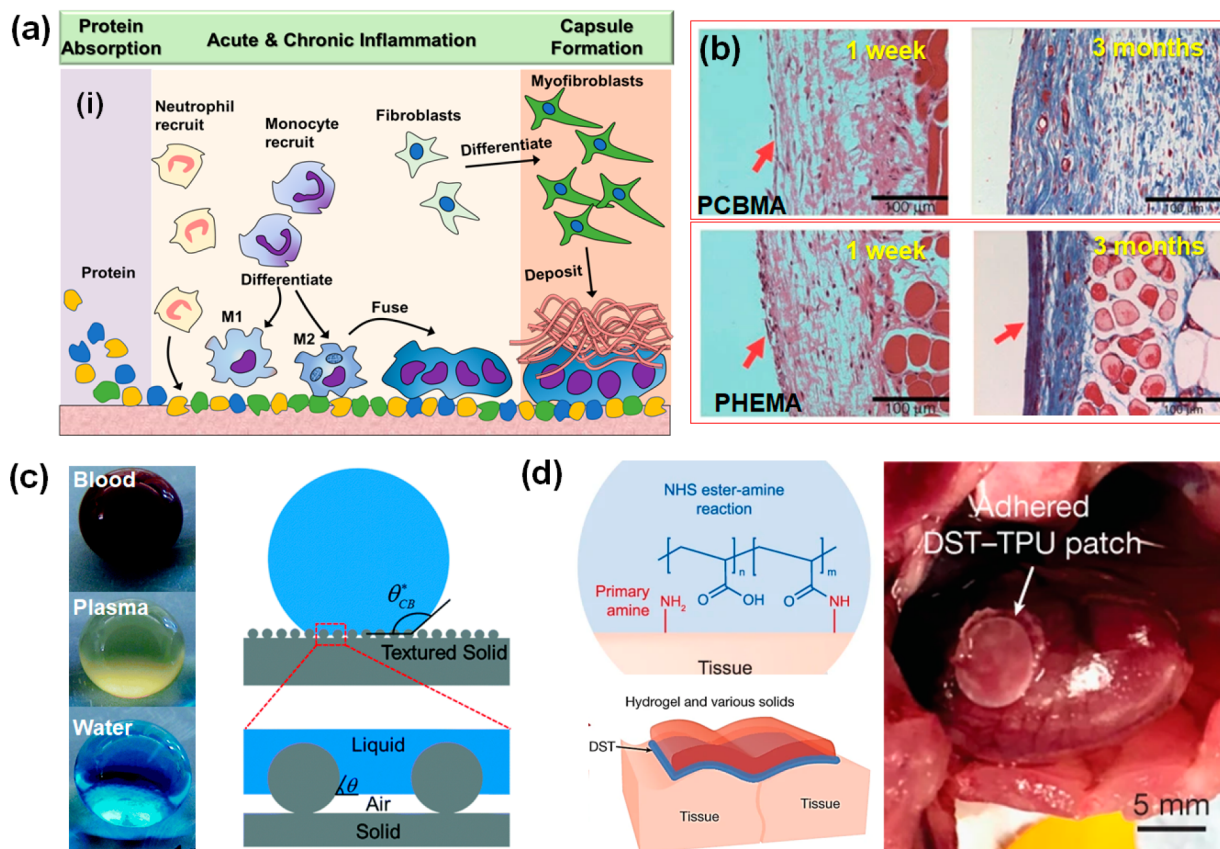 (a)
Protein
Absorption
Acute & Chronic Inflammation
Capsule
Formation
(i)
Neutrophil
recruit
Monocyte
recruit
Fibroblasts
Myofibroblasts
Differentiate
Protein
Differentiate
Deposit
M1
M2
Fuse
(b)
1 week
PCBMA
100 μm
3 months
100 μm
1 week
PHEMA
100 μm
3 months
100 μm
(c)
Blood
Plasma
Water
θ*CB
Textured Solid
Liquid
θ
Air
Solid
(d)
NHS ester-amine
reaction
n
m
Primary
amine
NH2
O
OH
O
NH
Tissue
Hydrogel and various solids
DST
Tissue
Tissue
Adhered
DST–TPU patch
5 mm